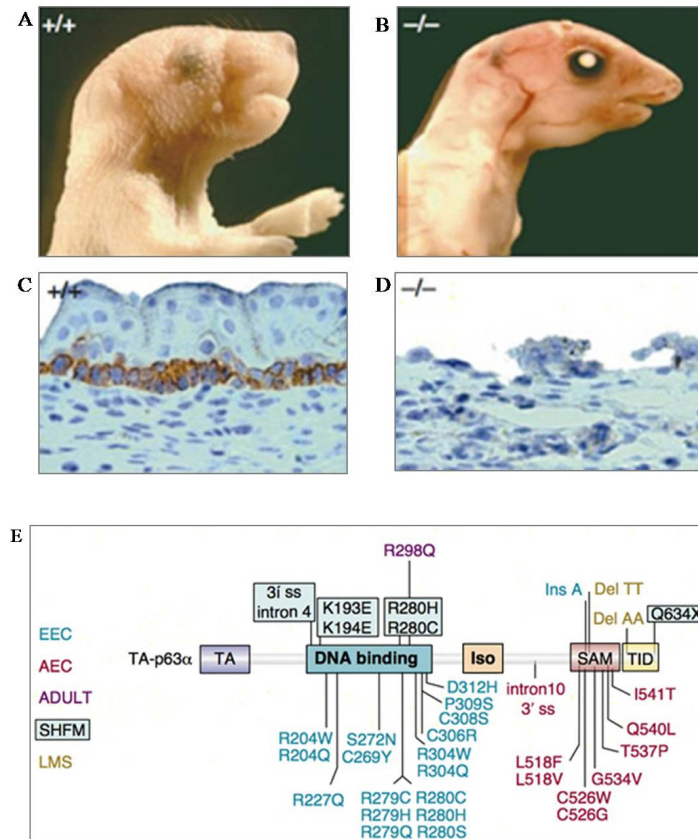 A
+/+
B
−/−
C
+/+
D
−/−
E
R298Q
3í ss
intron 4
K193E
K194E
R280H
R280C
Ins A
Del TT
Del AA
Q634X
EEC
AEC
ADULT
SHFM
LMS
TA-p63α
TA
DNA binding
Iso
SAM
TID
R204W
R204Q
R227Q
S272N
C269Y
R279C
R279H
R279Q
R280C
R280H
R280S
D312H
P309S
C308S
C306R
R304W
R304Q
intron10
3′ ss
I541T
Q540L
T537P
G534V
L518F
L518V
C526W
C526G